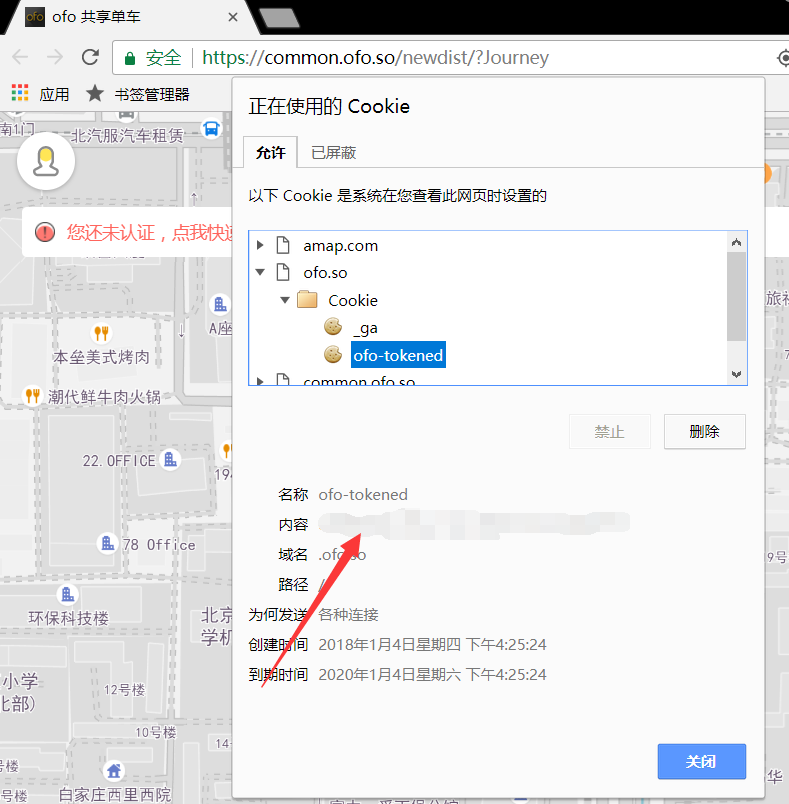 ofo 共享单车
安全 https://common.ofo.so/newdist/?Journey
应用 书签管理器
南1门
北汽服汽车租赁
您还未认证，点我快速
A座
本垒美式烤肉
潮代鲜牛肉火锅
22.OFFICE
194
78 Office
环保科技楼
北京
学机
小学
北部）
12号楼
10号楼
14
号楼
号楼
白家庄西里西院
正在使用的 Cookie
允许 已屏蔽
以下 Cookie 是系统在您查看此网页时设置的
amap.com
ofo.so
Cookie
_ga
ofo-tokened
common.ofo.so
禁止 删除
名称 ofo-tokened
内容
域名 .ofo.so
路径 /
为何发送 各种连接
创建时间 2018年1月4日星期四 下午4:25:24
到期时间 2020年1月4日星期六 下午4:25:24
关闭
旅社
9号
华